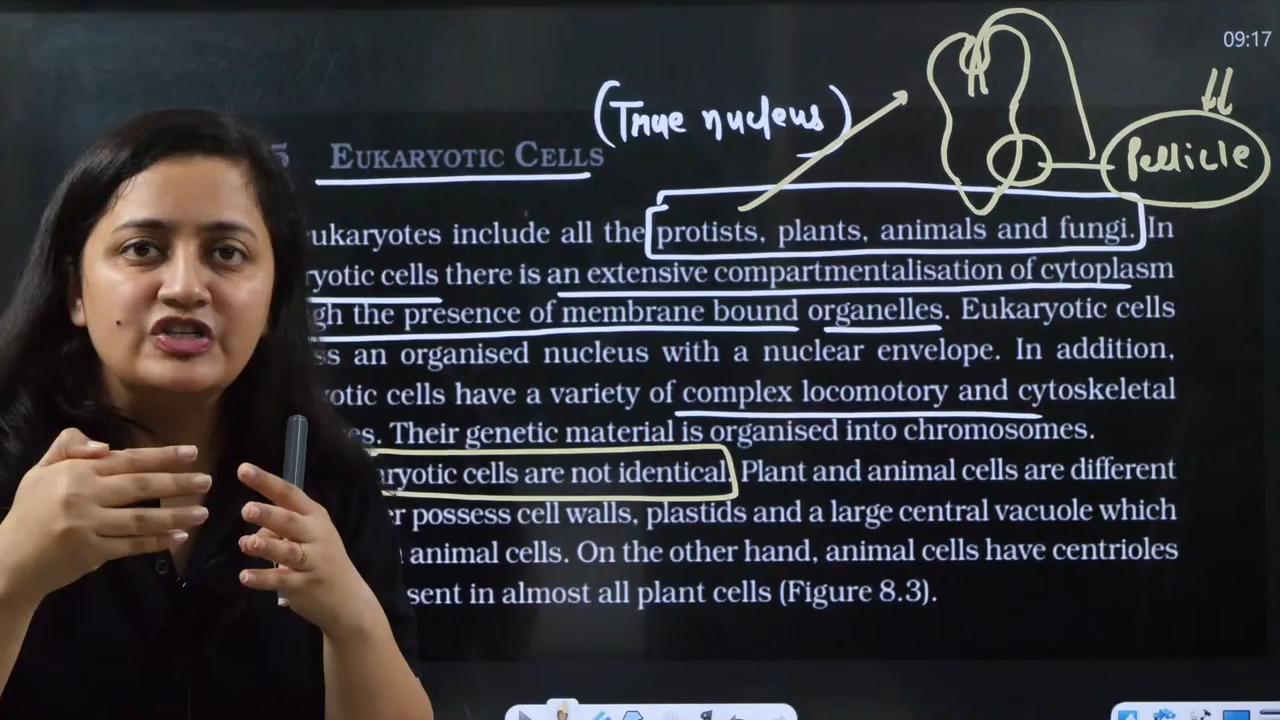 09:17
(True nucleus)
5 EUKARYOTIC CELLS
Pellicle
ukaryotes include all the protists, plants, animals and fungi. In
ryotic cells there is an extensive compartmentalisation of cytoplasm
gh the presence of membrane bound organelles. Eukaryotic cells
ss an organised nucleus with a nuclear envelope. In addition,
otic cells have a variety of complex locomotory and cytoskeletal
es. Their genetic material is organised into chromosomes.
aryotic cells are not identical. Plant and animal cells are different
er possess cell walls, plastids and a large central vacuole which
animal cells. On the other hand, animal cells have centrioles
sent in almost all plant cells (Figure 8.3).